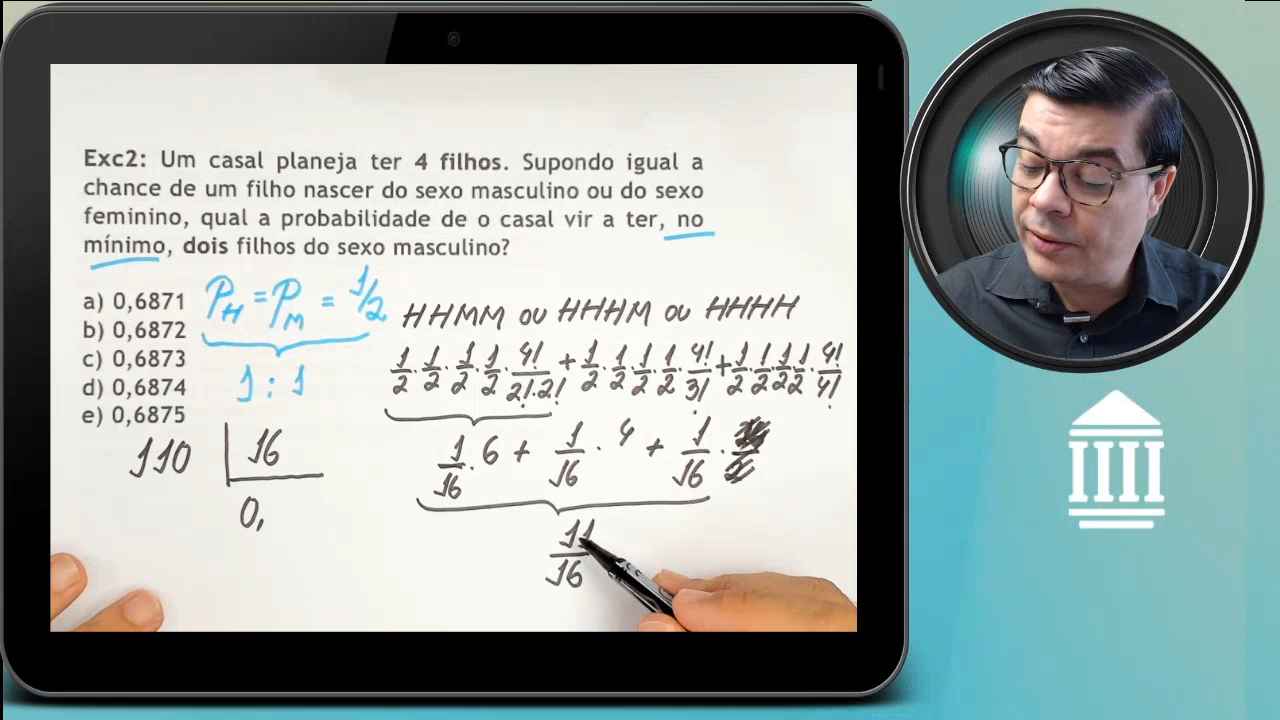 Exc2: Um casal planeja ter 4 filhos. Supondo igual a
chance de um filho nascer do sexo masculino ou do sexo
feminino, qual a probabilidade de o casal vir a ter, no
mínimo, dois filhos do sexo masculino?
a) 0,6871
b) 0,6872
c) 0,6873
d) 0,6874
e) 0,6875
P_H = P_M = 1/2
1 : 1
HHMM ou HHHM ou HHHH
1/2 · 1/2 · 1/2 · 1/2 · 4!/2!·2! + 1/2 · 1/2 · 1/2 · 1/2 · 4!/3! + 1/2 · 1/2 · 1/2 · 1/2 · 4!/4!
1/16 · 6 + 1/16 · 4 + 1/16 ·
11/16
110 16
0,